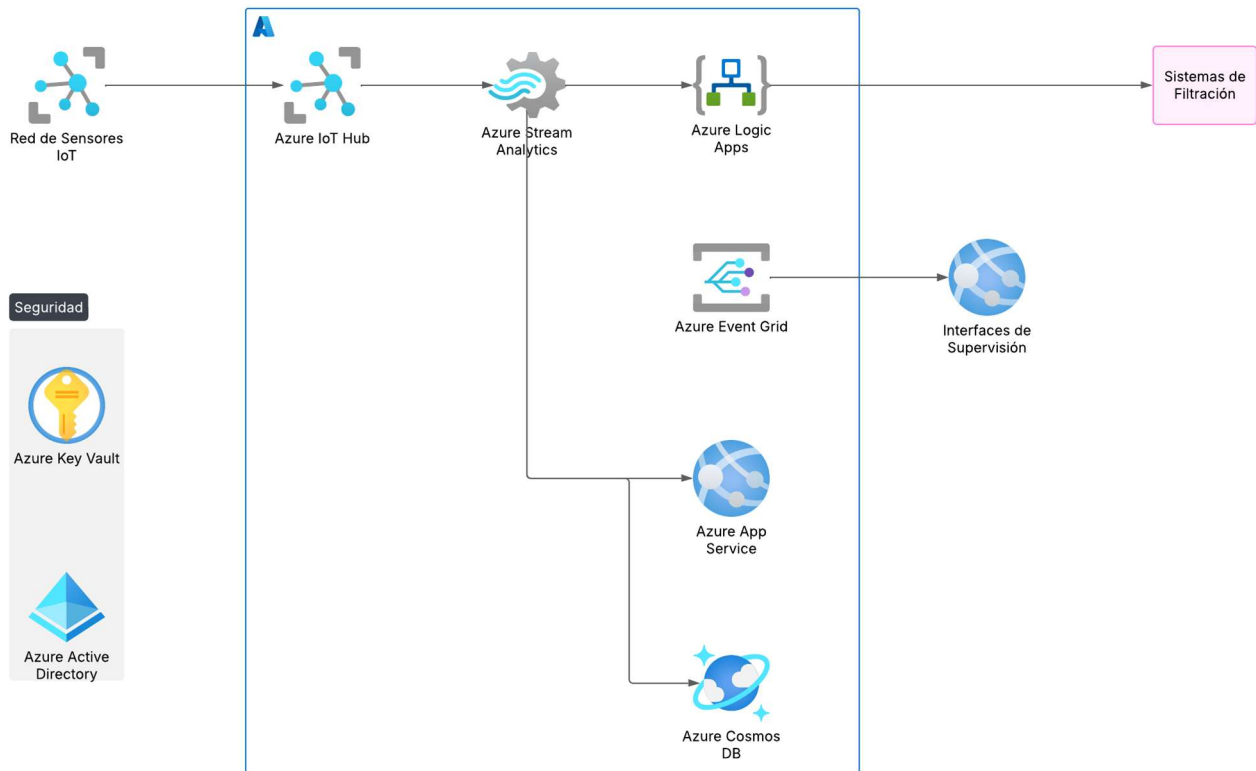 Red de Sensores
IoT
Azure IoT Hub
Azure Stream
Analytics
Azure Logic
Apps
Sistemas de
Filtración
Azure Event Grid
Interfaces de
Supervisión
Seguridad
Azure Key Vault
Azure App
Service
Azure Active
Directory
Azure Cosmos
DB